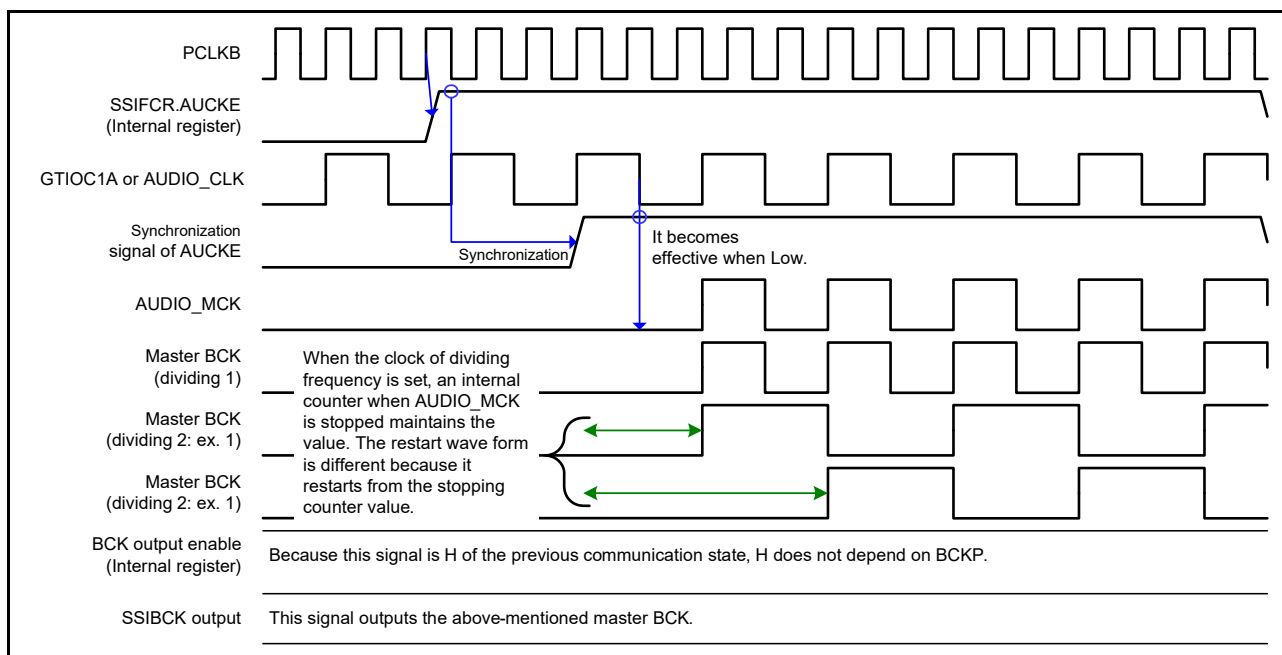 PCLKB
SSIFCR.AUCKE
(Internal register)
GTIOC1A or AUDIO_CLK
Synchronization
signal of AUCKE
Synchronization
It becomes
effective when Low.
AUDIO_MCK
Master BCK
(dividing 1)
When the clock of dividing
frequency is set, an internal
counter when AUDIO_MCK
is stopped maintains the
value. The restart wave form
is different because it
restarts from the stopping
counter value.
Master BCK
(dividing 2: ex. 1)
Master BCK
(dividing 2: ex. 1)
BCK output enable
(Internal register)
Because this signal is H of the previous communication state, H does not depend on BCKP.
SSIBCK output
This signal outputs the above-mentioned master BCK.